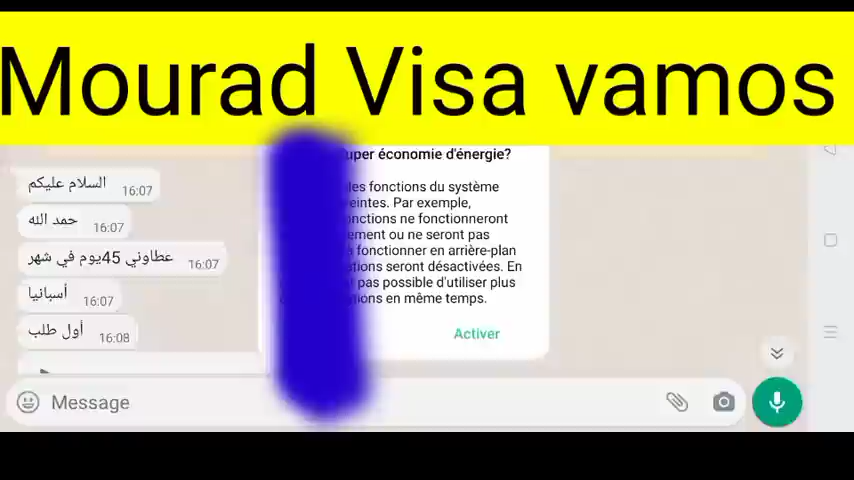 Mourad Visa vamos
uper économie d'énergie?
السلام عليكم 16:07
حمد الله 16:07
عطاوني 45يوم في شهر 16:07
أسبانيا 16:07
أول طلب 16:08
les fonctions du système
eintes. Par exemple,
onctions ne fonctionneront
ement ou ne seront pas
fonctionner en arrière-plan
tions seront désactivées. En
pas possible d'utiliser plus
tions en même temps.
Activer
Message